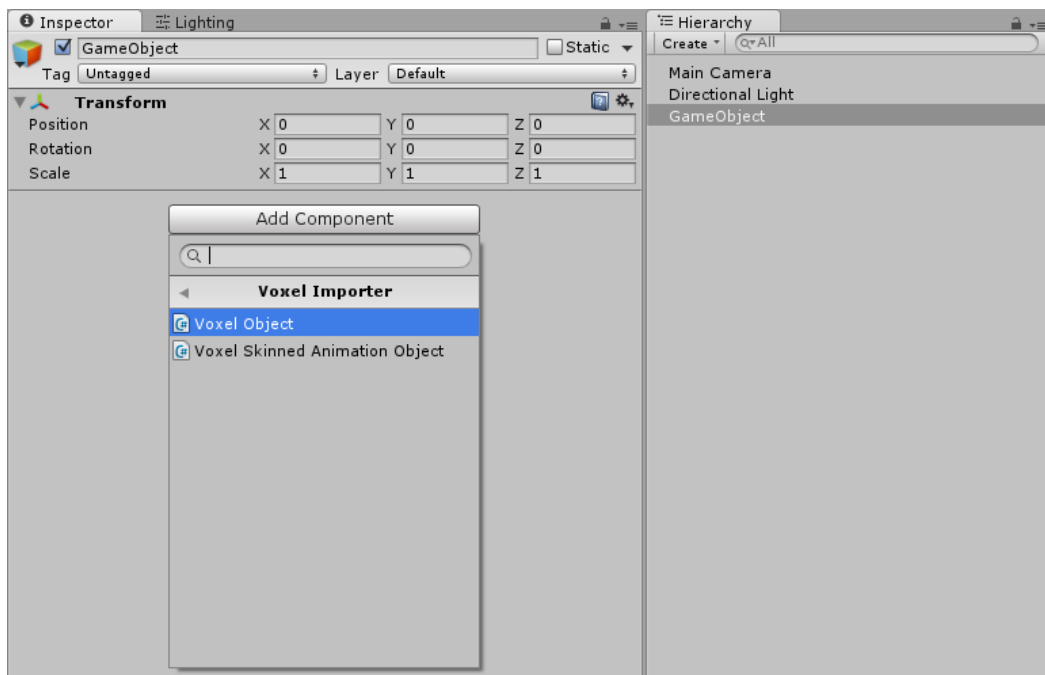 Inspector
Lighting
GameObject
Static
Tag Untagged Layer Default
Transform
Position X 0 Y 0 Z 0
Rotation X 0 Y 0 Z 0
Scale X 1 Y 1 Z 1
Add Component
Voxel Importer
Voxel Object
Voxel Skinned Animation Object
Hierarchy
Create All
Main Camera
Directional Light
GameObject